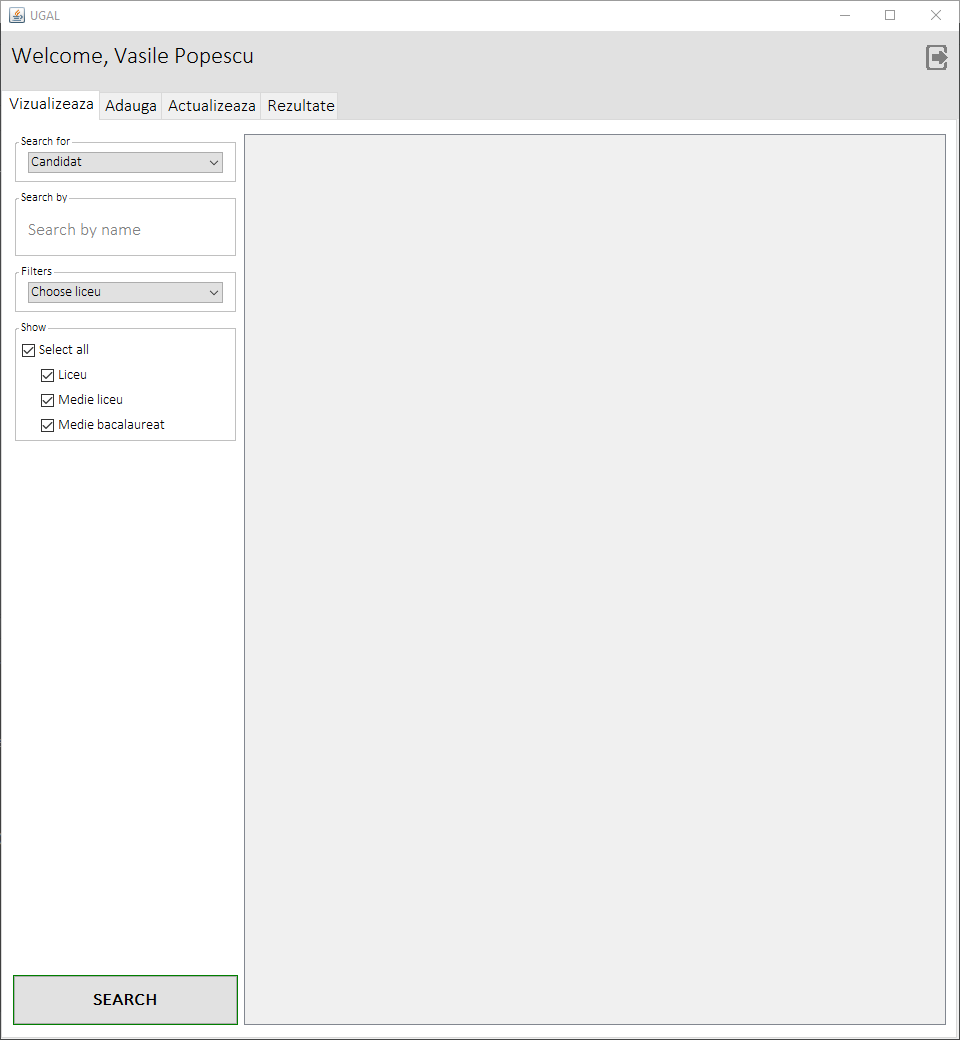 UGAL
Welcome, Vasile Popescu
Vizualizeaza Adauga Actualizeaza Rezultate
Search for
Candidat
Search by
Search by name
Filters
Choose liceu
Show
Select all
Liceu
Medie liceu
Medie bacalaureat
SEARCH